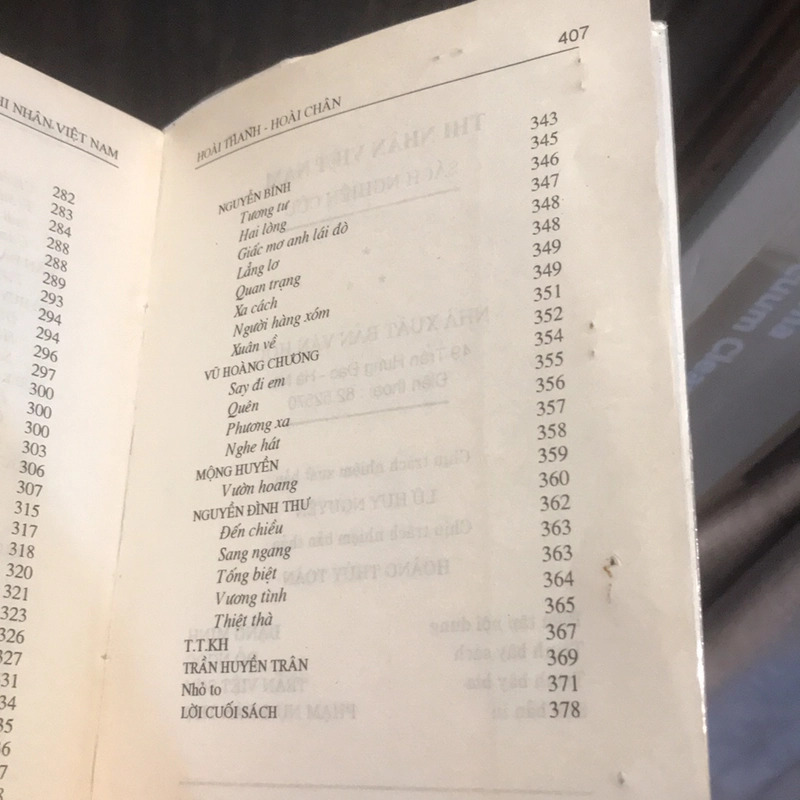 HI NHÂN VIỆT NAM
282
283
284
288
288
289
293
294
294
296
297
300
300
300
303
306
307
315
317
318
320
321
323
326
327
31
34
35
6
7
407
HOÀI THANH - HOÀI CHÂN
NGUYỄN BÍNH 343
Tương tư 345
Hai lòng 346
Giấc mơ anh lái đò 347
Lẳng lơ 348
Quan trạng 348
Xa cách 349
Người hàng xóm 349
Xuân về 351
VŨ HOÀNG CHƯƠNG 352
Say đi em 354
Quên 355
Phương xa 356
Nghe hát 357
MỘNG HUYỀN 358
Vườn hoang 359
NGUYỄN ĐÌNH THƯ 360
Đến chiều 362
Sang ngang 363
Tống biệt 363
Vương tình 364
Thiệt thà 365
T.T.KH 367
TRẦN HUYỀN TRÂN 369
Nhỏ to 371
LỜI CUỐI SÁCH 378